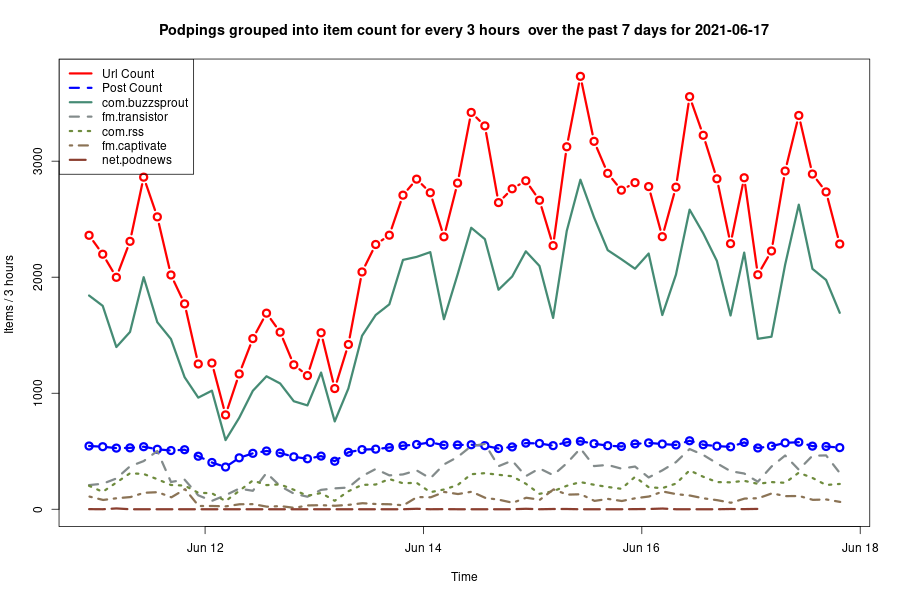 Podpings grouped into item count for every 3 hours  over the past 7 days for 2021-06-17
Url Count
Post Count
com.buzzsprout
fm.transistor
com.rss
fm.captivate
net.podnews
Items / 3 hours
3000
2000
1000
0
Jun 12
Jun 14
Jun 16
Jun 18
Time